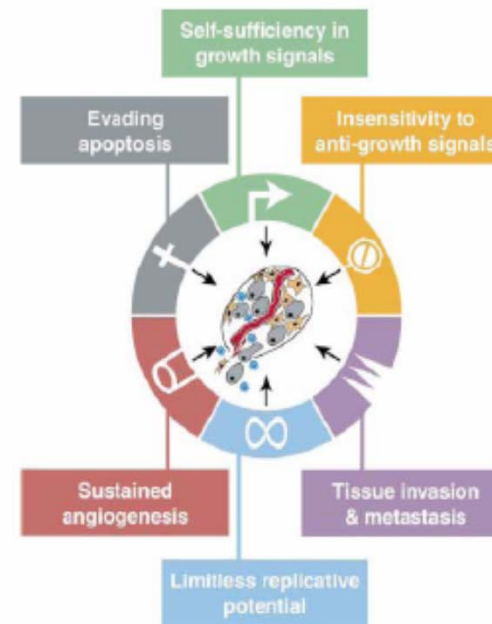 Self-sufficiency in
growth signals
Evading
apoptosis
Insensitivity to
anti-growth signals
Sustained
angiogenesis
Tissue invasion
& metastasis
Limitless replicative
potential